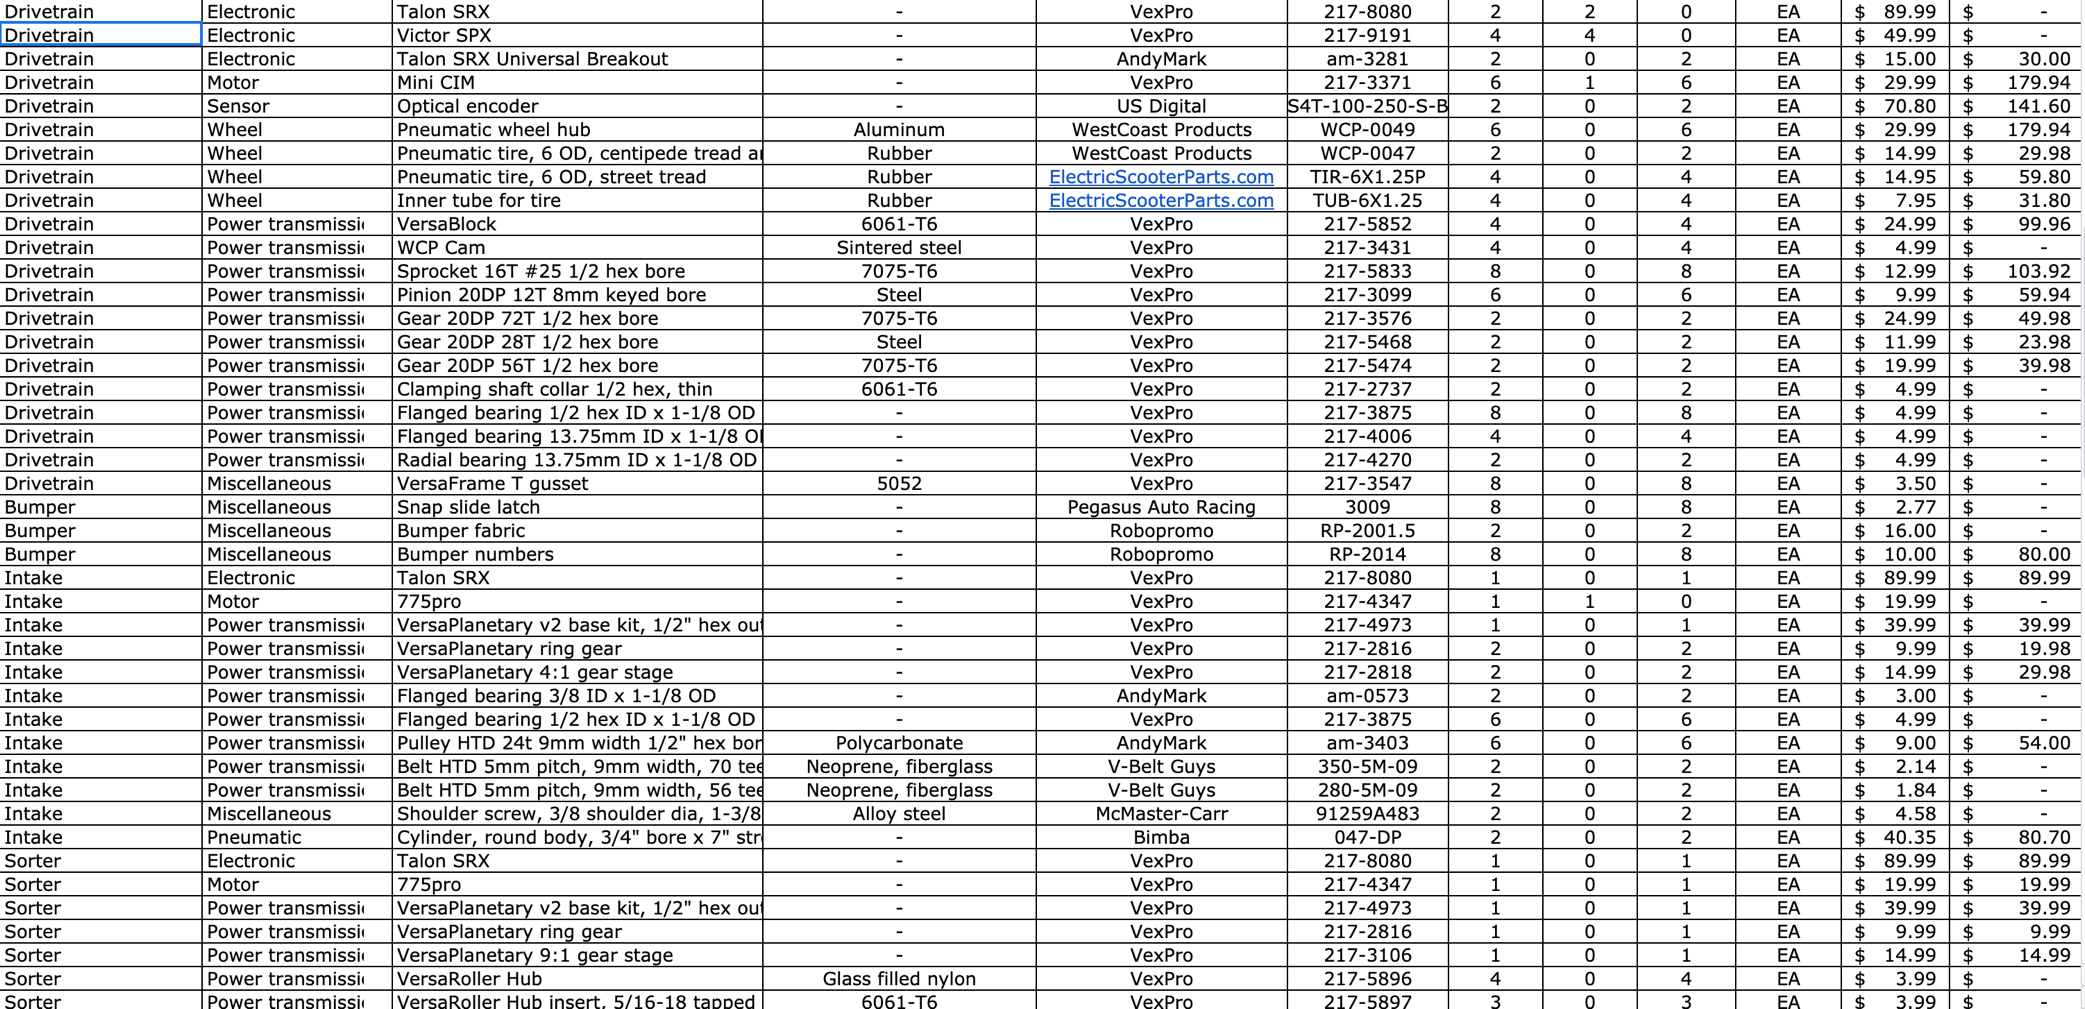 Drivetrain Electronic Talon SRX - VexPro 217-8080 2 2 0 EA $ 89.99 $ -
Drivetrain Electronic Victor SPX - VexPro 217-9191 4 4 0 EA $ 49.99 $ -
Drivetrain Electronic Talon SRX Universal Breakout - AndyMark am-3281 2 0 2 EA $ 15.00 $ 30.00
Drivetrain Motor Mini CIM - VexPro 217-3371 6 1 6 EA $ 29.99 $ 179.94
Drivetrain Sensor Optical encoder - US Digital S4T-100-250-S-B 2 0 2 EA $ 70.80 $ 141.60
Drivetrain Wheel Pneumatic wheel hub Aluminum WestCoast Products WCP-0049 6 0 6 EA $ 29.99 $ 179.94
Drivetrain Wheel Pneumatic tire, 6 OD, centipede tread Rubber WestCoast Products WCP-0047 2 0 2 EA $ 14.99 $ 29.98
Drivetrain Wheel Pneumatic tire, 6 OD, street tread Rubber ElectricScooterParts.com TIR-6X1.25P 4 0 4 EA $ 14.95 $ 59.80
Drivetrain Wheel Inner tube for tire Rubber ElectricScooterParts.com TUB-6X1.25 4 0 4 EA $ 7.95 $ 31.80
Drivetrain Power transmissi VersaBlock 6061-T6 VexPro 217-5852 4 0 4 EA $ 24.99 $ 99.96
Drivetrain Power transmissi WCP Cam Sintered steel VexPro 217-3431 4 0 4 EA $ 4.99 $ -
Drivetrain Power transmissi Sprocket 16T #25 1/2 hex bore 7075-T6 VexPro 217-5833 8 0 8 EA $ 12.99 $ 103.92
Drivetrain Power transmissi Pinion 20DP 12T 8mm keyed bore Steel VexPro 217-3099 6 0 6 EA $ 9.99 $ 59.94
Drivetrain Power transmissi Gear 20DP 72T 1/2 hex bore 7075-T6 VexPro 217-3576 2 0 2 EA $ 24.99 $ 49.98
Drivetrain Power transmissi Gear 20DP 28T 1/2 hex bore Steel VexPro 217-5468 2 0 2 EA $ 11.99 $ 23.98
Drivetrain Power transmissi Gear 20DP 56T 1/2 hex bore 7075-T6 VexPro 217-5474 2 0 2 EA $ 19.99 $ 39.98
Drivetrain Power transmissi Clamping shaft collar 1/2 hex, thin 6061-T6 VexPro 217-2737 2 0 2 EA $ 4.99 $ -
Drivetrain Power transmissi Flanged bearing 1/2 hex ID x 1-1/8 OD - VexPro 217-3875 8 0 8 EA $ 4.99 $ -
Drivetrain Power transmissi Flanged bearing 13.75mm ID x 1-1/8 O - VexPro 217-4006 4 0 4 EA $ 4.99 $ -
Drivetrain Power transmissi Radial bearing 13.75mm ID x 1-1/8 OD - VexPro 217-4270 2 0 2 EA $ 4.99 $ -
Drivetrain Miscellaneous VersaFrame T gusset 5052 VexPro 217-3547 8 0 8 EA $ 3.50 $ -
Bumper Miscellaneous Snap slide latch - Pegasus Auto Racing 3009 8 0 8 EA $ 2.77 $ -
Bumper Miscellaneous Bumper fabric - Robopromo RP-2001.5 2 0 2 EA $ 16.00 $ -
Bumper Miscellaneous Bumper numbers - Robopromo RP-2014 8 0 8 EA $ 10.00 $ 80.00
Intake Electronic Talon SRX - VexPro 217-8080 1 0 1 EA $ 89.99 $ 89.99
Intake Motor 775pro - VexPro 217-4347 1 1 0 EA $ 19.99 $ -
Intake Power transmissi VersaPlanetary v2 base kit, 1/2" hex ou - VexPro 217-4973 1 0 1 EA $ 39.99 $ 39.99
Intake Power transmissi VersaPlanetary ring gear - VexPro 217-2816 2 0 2 EA $ 9.99 $ 19.98
Intake Power transmissi VersaPlanetary 4:1 gear stage - VexPro 217-2818 2 0 2 EA $ 14.99 $ 29.98
Intake Power transmissi Flanged bearing 3/8 ID x 1-1/8 OD - AndyMark am-0573 2 0 2 EA $ 3.00 $ -
Intake Power transmissi Flanged bearing 1/2 hex ID x 1-1/8 OD - VexPro 217-3875 6 0 6 EA $ 4.99 $ -
Intake Power transmissi Pulley HTD 24t 9mm width 1/2" hex bor Polycarbonate AndyMark am-3403 6 0 6 EA $ 9.00 $ 54.00
Intake Power transmissi Belt HTD 5mm pitch, 9mm width, 70 tee Neoprene, fiberglass V-Belt Guys 350-5M-09 2 0 2 EA $ 2.14 $ -
Intake Power transmissi Belt HTD 5mm pitch, 9mm width, 56 tee Neoprene, fiberglass V-Belt Guys 280-5M-09 2 0 2 EA $ 1.84 $ -
Intake Miscellaneous Shoulder screw, 3/8 shoulder dia, 1-3/8 Alloy steel McMaster-Carr 91259A483 2 0 2 EA $ 4.58 $ -
Intake Pneumatic Cylinder, round body, 3/4" bore x 7" str - Bimba 047-DP 2 0 2 EA $ 40.35 $ 80.70
Sorter Electronic Talon SRX - VexPro 217-8080 1 0 1 EA $ 89.99 $ 89.99
Sorter Motor 775pro - VexPro 217-4347 1 0 1 EA $ 19.99 $ 19.99
Sorter Power transmissi VersaPlanetary v2 base kit, 1/2" hex ou - VexPro 217-4973 1 0 1 EA $ 39.99 $ 39.99
Sorter Power transmissi VersaPlanetary ring gear - VexPro 217-2816 1 0 1 EA $ 9.99 $ 9.99
Sorter Power transmissi VersaPlanetary 9:1 gear stage - VexPro 217-3106 1 0 1 EA $ 14.99 $ 14.99
Sorter Power transmissi VersaRoller Hub Glass filled nylon VexPro 217-5896 4 0 4 EA $ 3.99 $ -
Sorter Power transmissi VersaRoller Hub insert, 5/16-18 tapped 6061-T6 VexPro 217-5897 3 0 3 EA $ 3.99 $ -